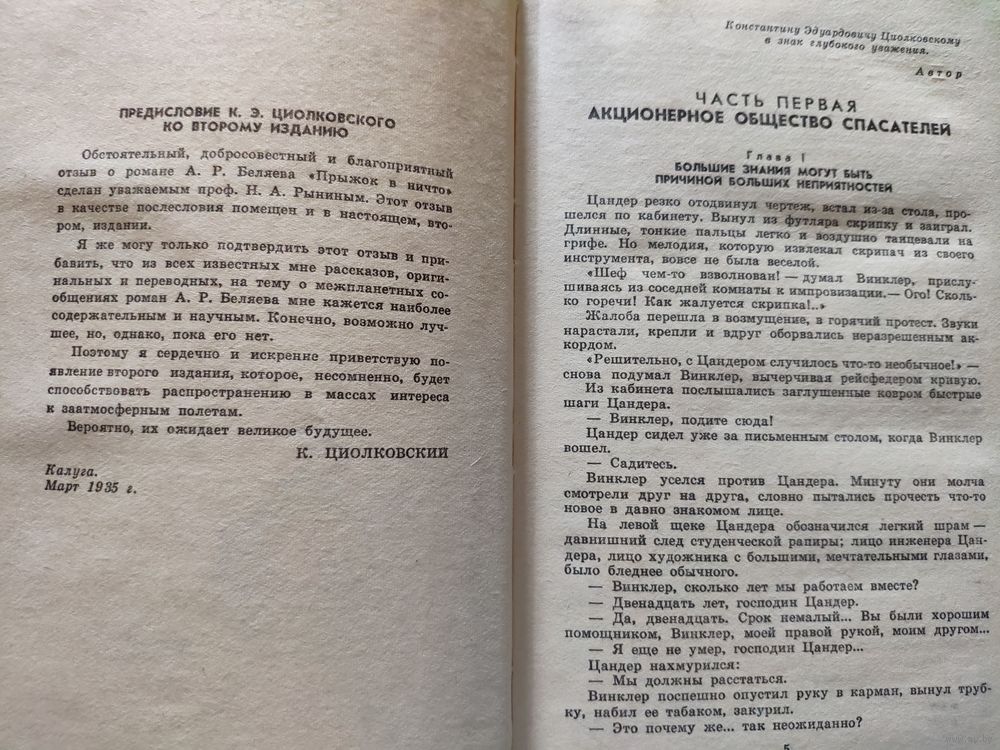 ПРЕДИСЛОВИЕ К. Э. ЦИОЛКОВСКОГО
КО ВТОРОМУ ИЗДАНИЮ
Обстоятельный, добросовестный и благоприятный
отзыв о романе А. Р. Беляева «Прыжок в ничто»
сделан уважаемым проф. Н. А. Рыниным. Этот отзыв
в качестве послесловия помещен и в настоящем, вто-
ром, издании.
Я же могу только подтвердить этот отзыв и при-
бавить, что из всех известных мне рассказов, ориги-
нальных и переводных, на тему о межпланетных со-
общениях роман А. Р. Беляева мне кажется наиболее
содержательным и научным. Конечно, возможно луч-
шее, но, однако, пока его нет.
Поэтому я сердечно и искренне приветствую по-
явление второго издания, которое, несомненно, будет
способствовать распространению в массах интереса
к заатмосферным полетам.
Вероятно, их ожидает великое будущее.
К. ЦИОЛКОВСКИЙ
Калуга.
Март 1935 г.
Константину Эдуардовичу Циолковскому
в знак глубокого уважения.
Автор
ЧАСТЬ ПЕРВАЯ
АКЦИОНЕРНОЕ ОБЩЕСТВО СПАСАТЕЛЕЙ
Глава I
БОЛЬШИЕ ЗНАНИЯ МОГУТ БЫТЬ
ПРИЧИНОЙ БОЛЬШИХ НЕПРИЯТНОСТЕЙ
Цандер резко отодвинул чертеж, встал из-за стола, про-
шелся по кабинету. Вынул из футляра скрипку и заиграл.
Длинные, тонкие пальцы легко и воздушно танцевали на
грифе. Но мелодия, которую извлекал скрипач из своего
инструмента, вовсе не была веселой.
«Шеф чем-то взволнован! — думал Винклер, прислу-
шиваясь из соседней комнаты к импровизации.— Ого! Сколь-
ко горечи! Как жалуется скрипка!..»
Жалоба перешла в возмущение, в горячий протест. Звуки
нарастали, крепли и вдруг оборвались неразрешенным ак-
кордом.
«Решительно, с Цандером случилось что-то необычное!» —
снова подумал Винклер, вычерчивая рейсфедером кривую.
Из кабинета послышались заглушенные ковром быстрые
шаги Цандера.
— Винклер, подите сюда!
Цандер сидел уже за письменным столом, когда Винклер
вошел.
— Садитесь.
Винклер уселся против Цандера. Минуту они молча
смотрели друг на друга, словно пытались прочесть что-то
новое в давно знакомом лице.
На левой щеке Цандера обозначился легкий шрам —
давнишний след студенческой рапиры; лицо инженера Цан-
дера, лицо художника с большими, мечтательными глазами,
было бледнее обычного.
— Винклер, сколько лет мы работаем вместе?
— Двенадцать лет, господин Цандер.
— Да, двенадцать. Срок немалый... Вы были хорошим
помощником, Винклер, моей правой рукой, моим другом...
— Я еще не умер, господин Цандер...
Цандер нахмурился:
— Мы должны расстаться.
Винклер поспешно опустил руку в карман, вынул труб-
ку, набил ее табаком, закурил.
— Это почему же... так неожиданно?
5